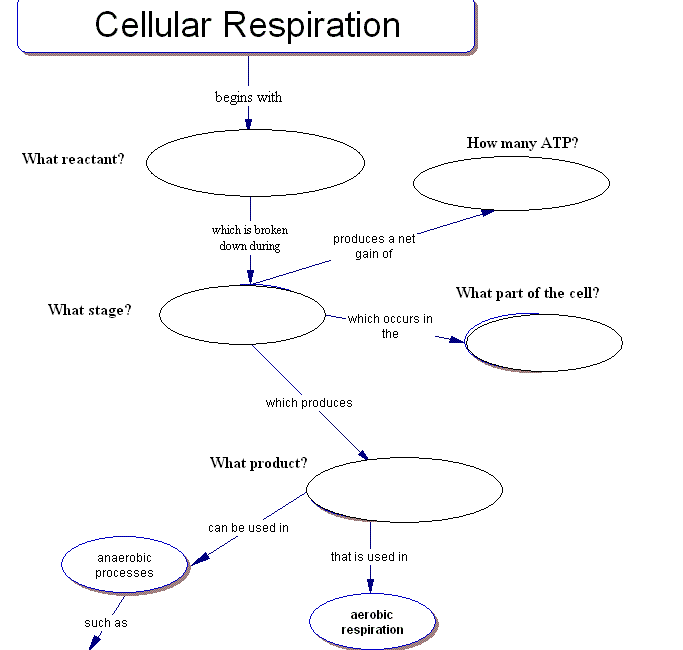 Cellular Respiration
begins with
What reactant?
How many ATP?
which is broken
down during
produces a net
gain of
What stage?
What part of the cell?
which occurs in
the
which produces
What product?
can be used in
that is used in
anaerobic
processes
aerobic
respiration
such as